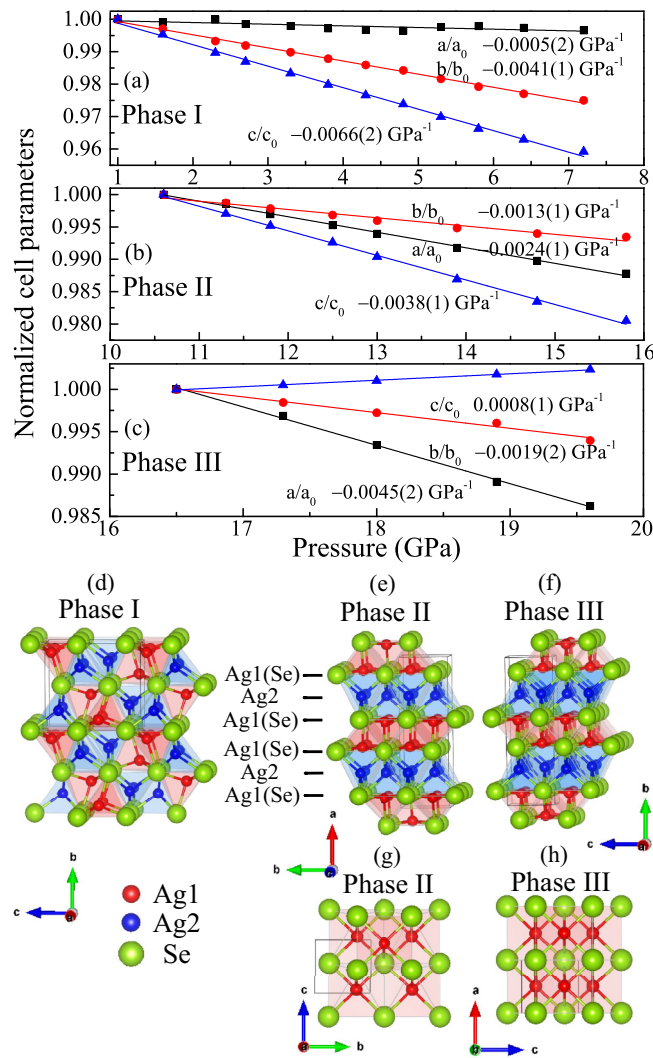 Normalized cell parameters
1.00
0.99
0.98
0.97
0.96
a/a₀ −0.0005(2) GPa⁻¹
b/b₀ −0.0041(1) GPa⁻¹
(a)
Phase I
c/c₀ −0.0066(2) GPa⁻¹
1 2 3 4 5 6 7 8
1.000
0.995
0.990
0.985
0.980
b/b₀ −0.0013(1) GPa⁻¹
(b)
a/a₀ −0.0024(1) GPa⁻¹
Phase II
c/c₀ −0.0038(1) GPa⁻¹
10 11 12 13 14 15 16
1.000
0.995
0.990
0.985
c/c₀ 0.0008(1) GPa⁻¹
(c)
b/b₀ −0.0019(2) GPa⁻¹
Phase III
a/a₀ −0.0045(2) GPa⁻¹
16 17 18 19 20
Pressure (GPa)
(d)
Phase I
(e)
Phase II
(f)
Phase III
Ag1(Se)
Ag2
Ag1(Se)
Ag1(Se)
Ag2
Ag1(Se)
b
c
a
Ag1
Ag2
Se
a
b
c
b
c
a
(g)
Phase II
(h)
Phase III
c
a
b
a
b
c